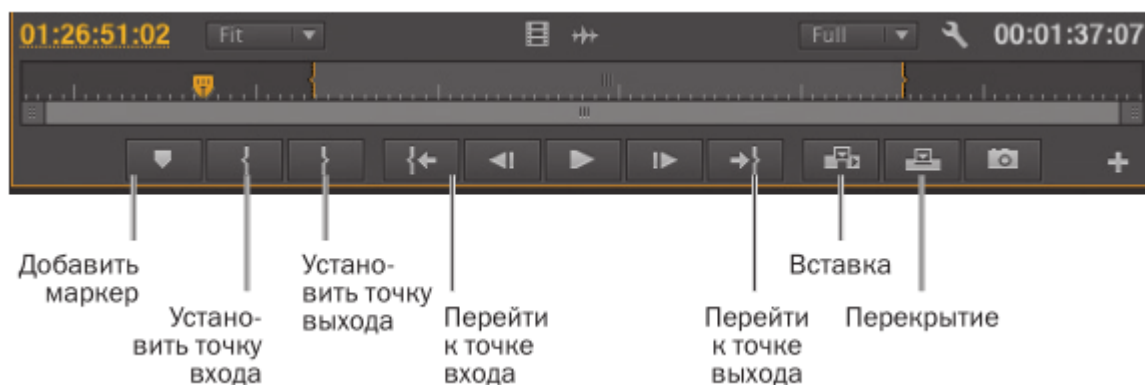 01:26:51:02 Fit Full 00:01:37:07
Добавить
маркер
Устано-
вить точку
входа
Устано-
вить точку
выхода
Перейти
к точке
входа
Перейти
к точке
выхода
Вставка
Перекрытие